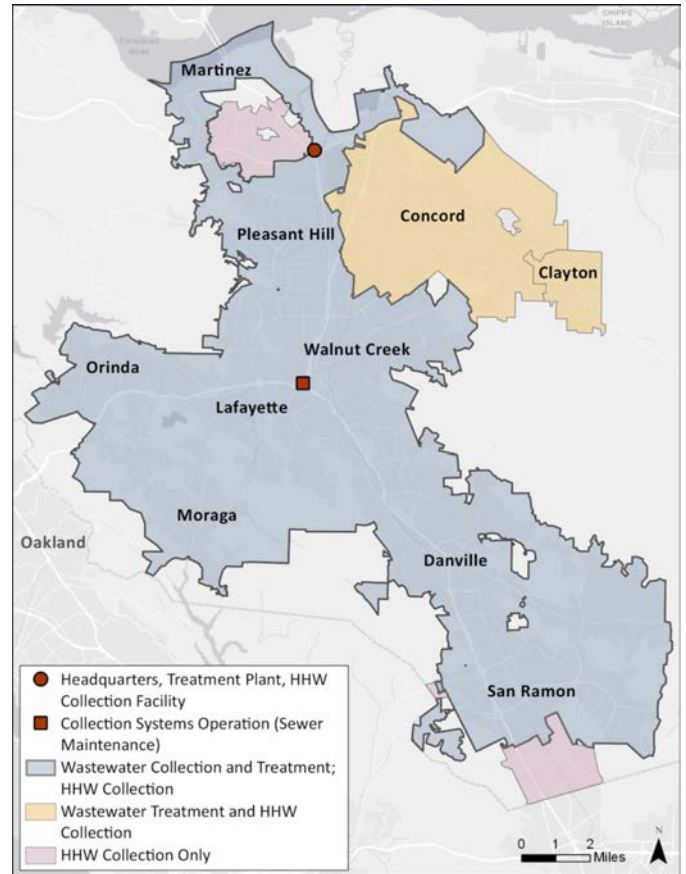 CHIPPS
ISLAND
Martinez
Concord
Pleasant Hill
Clayton
Walnut Creek
Orinda
Lafayette
Moraga
Oakland
Danville
San Ramon
Headquarters, Treatment Plant, HHW
Collection Facility
Collection Systems Operation (Sewer
Maintenance)
Wastewater Collection and Treatment;
HHW Collection
Wastewater Treatment and HHW
Collection
HHW Collection Only
N
0 1 2
Miles